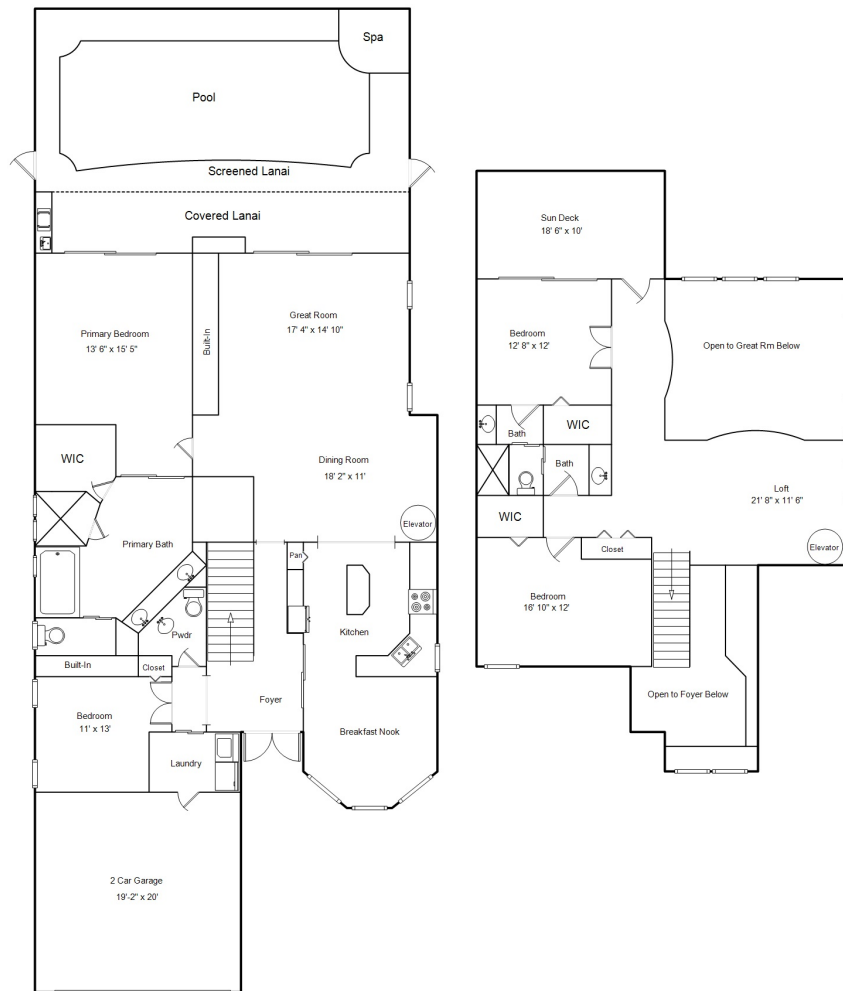 Spa
Pool
Screened Lanai
Covered Lanai
Great Room
17' 4" x 14' 10"
Primary Bedroom
13' 6" x 15' 5"
Built-In
WIC
Dining Room
18' 2" x 11'
Elevator
Primary Bath
Pan
Kitchen
Pwdr
Built-In
Closet
Foyer
Bedroom
11' x 13'
Breakfast Nook
Laundry
2 Car Garage
19'-2" x 20'
Sun Deck
18' 6" x 10'
Bedroom
12' 8" x 12'
Open to Great Rm Below
WIC
Bath
Bath
Loft
21' 8" x 11' 6"
WIC
Closet
Elevator
Bedroom
16' 10" x 12'
Open to Foyer Below